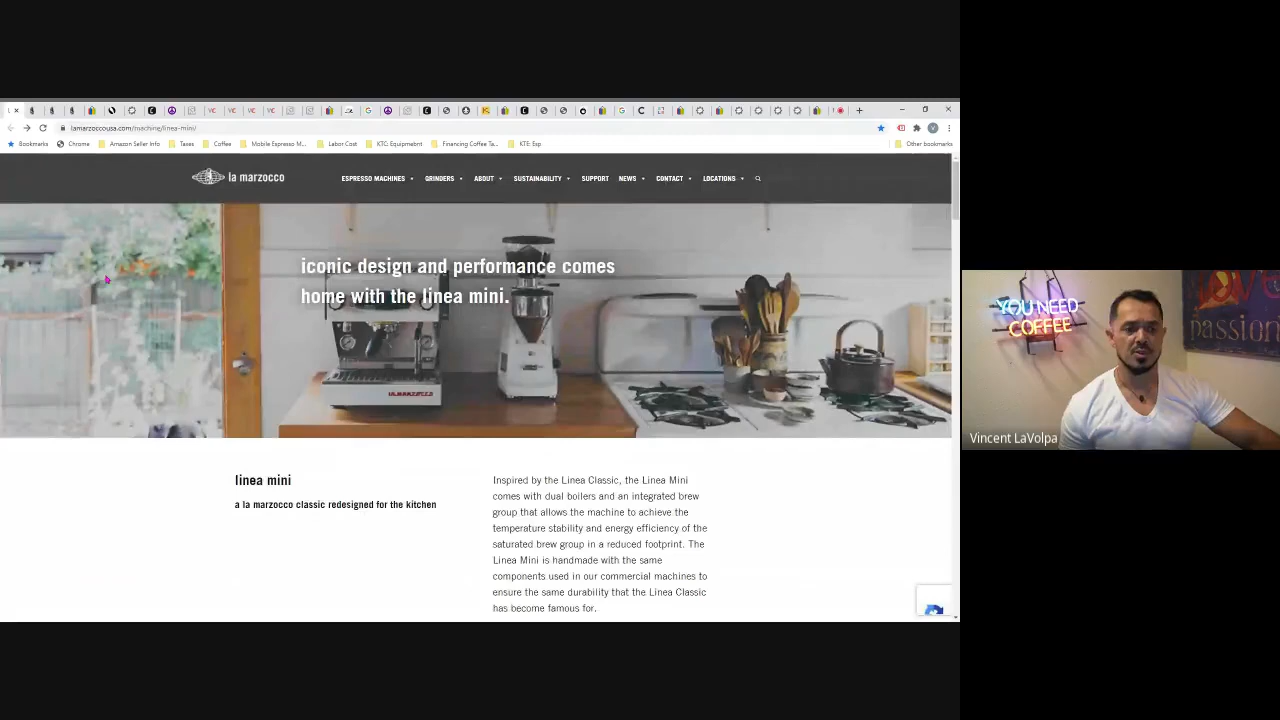 lamarzoccousa.com/machine/linea-mini/
Bookmarks
Chrome
Amazon Seller Info
Taxes
Coffee
Mobile Espresso M...
Labor Cost
KTC: Equipmebnt
Financing Coffee Ta...
KTE: Esp
Other bookmarks
la marzocco
ESPRESSO MACHINES
GRINDERS
ABOUT
SUSTAINABILITY
SUPPORT
NEWS
CONTACT
LOCATIONS
iconic design and performance comes
home with the linea mini.
LA MARZOCCO
linea mini
a la marzocco classic redesigned for the kitchen
Inspired by the Linea Classic, the Linea Mini
comes with dual boilers and an integrated brew
group that allows the machine to achieve the
temperature stability and energy efficiency of the
saturated brew group in a reduced footprint. The
Linea Mini is handmade with the same
components used in our commercial machines to
ensure the same durability that the Linea Classic
has become famous for.
YOU NEED
COFFEE
passion
Vincent LaVolpa